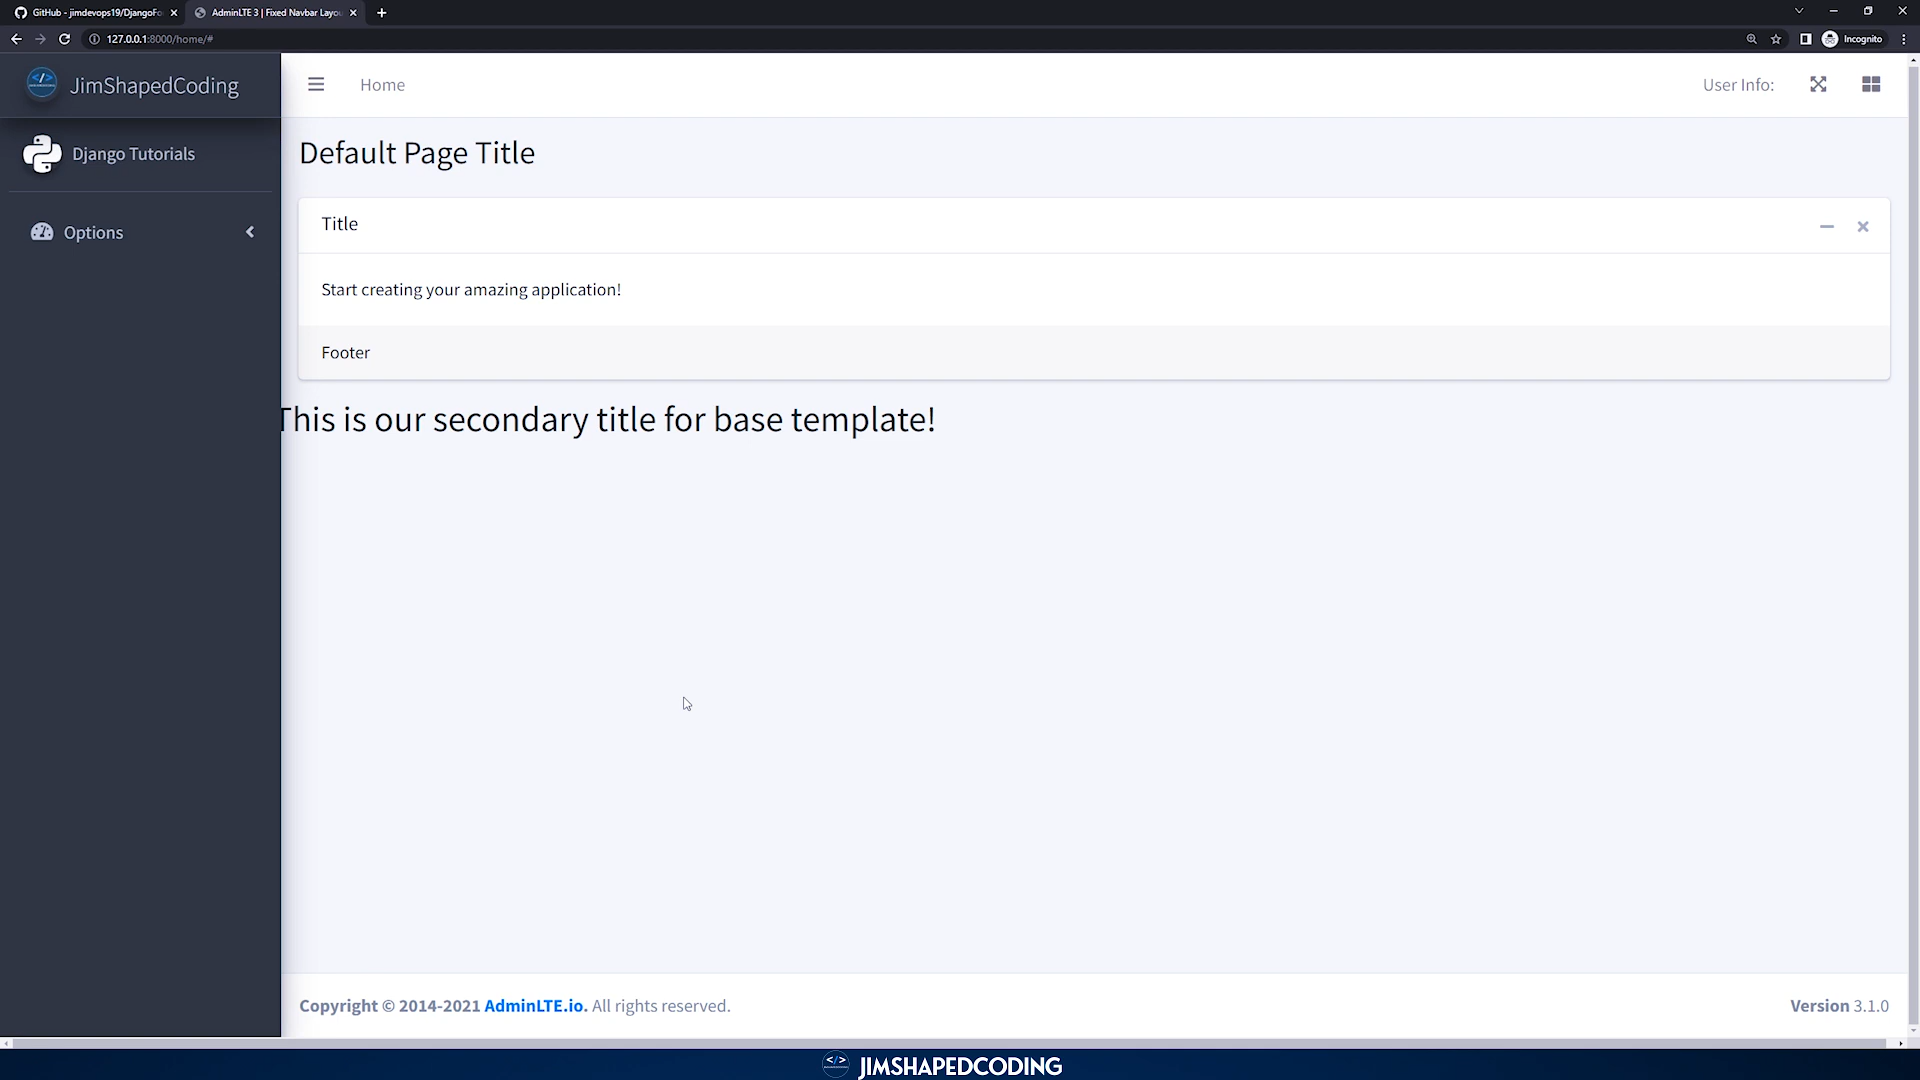 GitHub - jimdevops19/DjangoFo
AdminLTE 3 | Fixed Navbar Layou
127.0.0.1:8000/home/#
Incognito
JimShapedCoding
Home
User Info:
Django Tutorials
Default Page Title
Options
Title
Start creating your amazing application!
Footer
This is our secondary title for base template!
Copyright © 2014-2021 AdminLTE.io. All rights reserved.
Version 3.1.0
JIMSHAPEDCODING